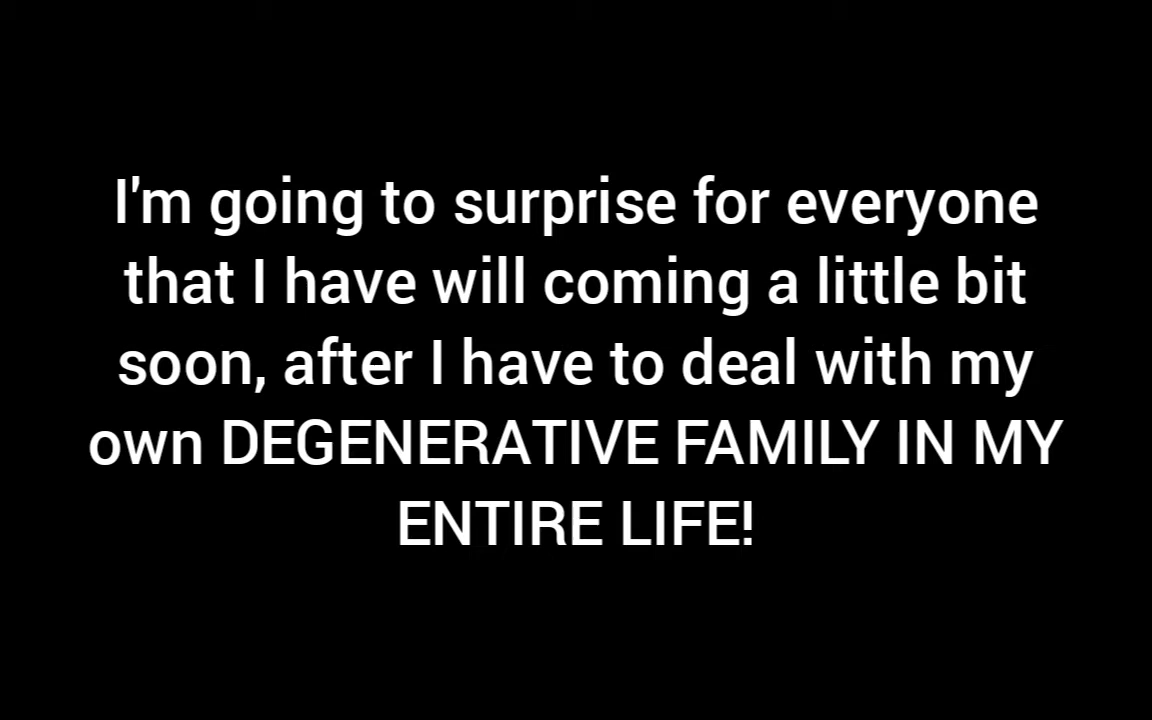 I'm going to surprise for everyone
that I have will coming a little bit
soon, after I have to deal with my
own DEGENERATIVE FAMILY IN MY
ENTIRE LIFE!